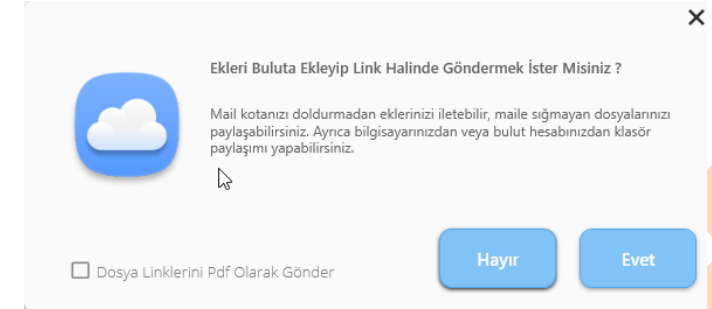 Ekleri Buluta Ekleyip Link Halinde Göndermek İster Misiniz ?
Mail kotanızı doldurmadan eklerinizi iletebilir, maile sığmayan dosyalarınızı
paylaşabilirsiniz. Ayrıca bilgisayarınızdan veya bulut hesabınızdan klasör
paylaşımı yapabilirsiniz.
Dosya Linklerini Pdf Olarak Gönder
Hayır
Evet